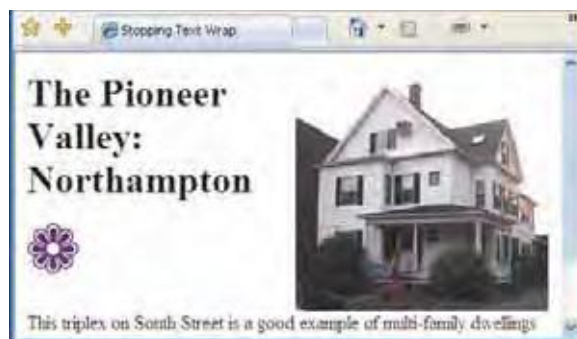 Stopping Text Wrap
The Pioneer
Valley:
Northampton
This triplex on South Street is a good example of multi-family dwellings